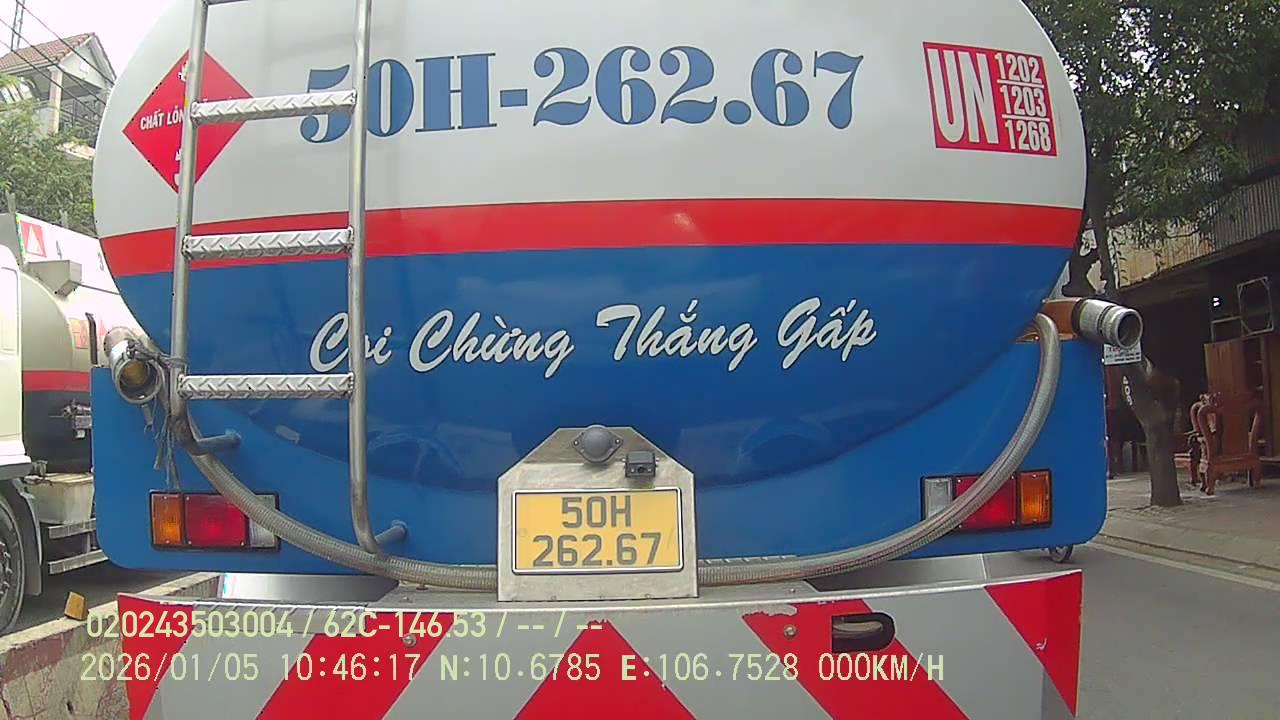 50H-262.67
UN
1202
1203
1268
CHẤT LỎNG
Coi Chừng Thắng Gấp
50H
262.67
020243503004 / 62C-146.53 / -- / --
2026/01/05 10:46:17 N:10.6785 E:106.7528 000KM/H